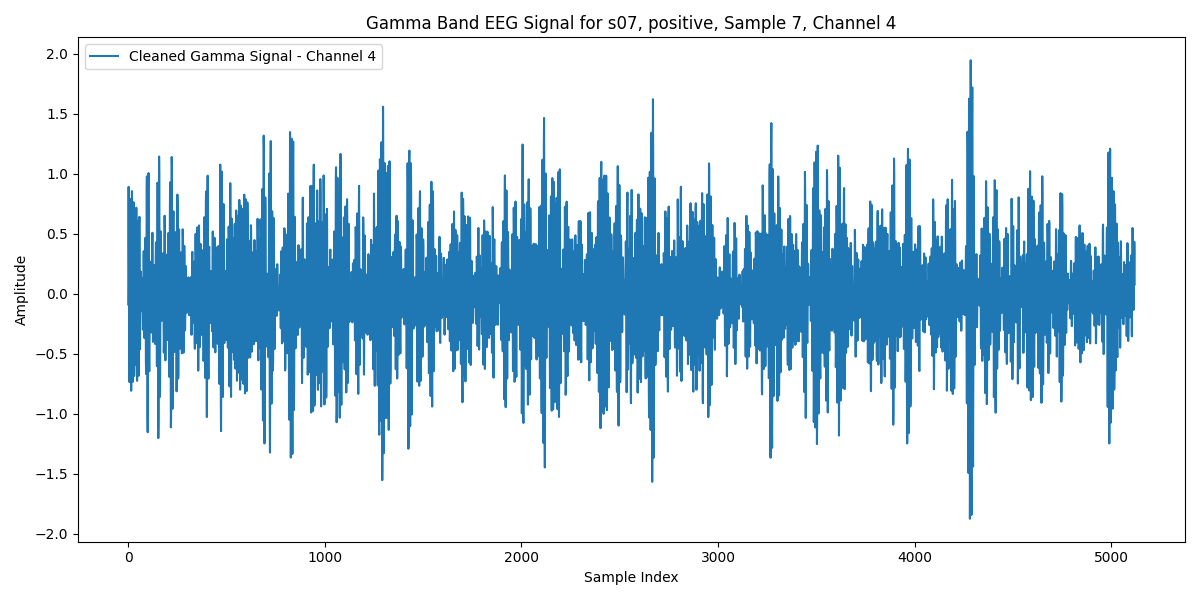 Gamma Band EEG Signal for s07, positive, Sample 7, Channel 4
Cleaned Gamma Signal - Channel 4
2.0
1.5
1.0
0.5
0.0
−0.5
−1.0
−1.5
−2.0
Amplitude
0 1000 2000 3000 4000 5000
Sample Index